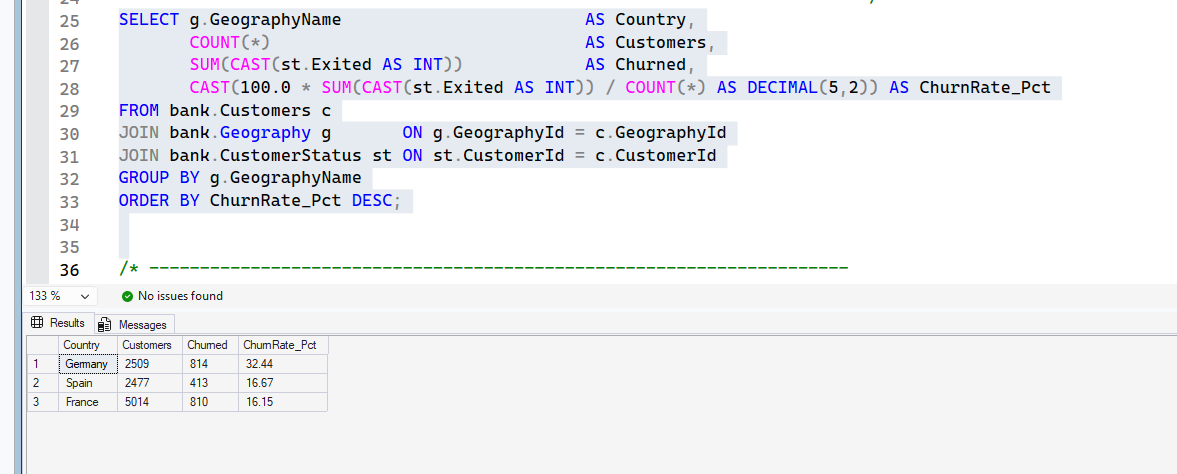 25 SELECT g.GeographyName AS Country,
26 COUNT(*) AS Customers,
27 SUM(CAST(st.Exited AS INT)) AS Churned,
28 CAST(100.0 * SUM(CAST(st.Exited AS INT)) / COUNT(*) AS DECIMAL(5,2)) AS ChurnRate_Pct
29 FROM bank.Customers c
30 JOIN bank.Geography g ON g.GeographyId = c.GeographyId
31 JOIN bank.CustomerStatus st ON st.CustomerId = c.CustomerId
32 GROUP BY g.GeographyName
33 ORDER BY ChurnRate_Pct DESC;
34
35
36 /* ---------------------------------------------------------------------
133 % No issues found
Results Messages
Country Customers Churned ChurnRate_Pct
1 Germany 2509 814 32.44
2 Spain 2477 413 16.67
3 France 5014 810 16.15